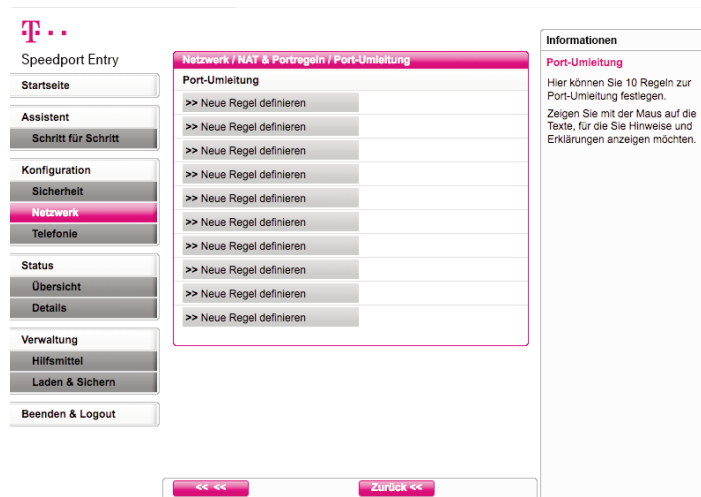 T · ·
Speedport Entry
Startseite
Assistent
Schritt für Schritt
Konfiguration
Sicherheit
Netzwerk
Telefonie
Status
Übersicht
Details
Verwaltung
Hilfsmittel
Laden & Sichern
Beenden & Logout
Netzwerk / NAT & Portregeln / Port-Umleitung
Port-Umleitung
>> Neue Regel definieren
>> Neue Regel definieren
>> Neue Regel definieren
>> Neue Regel definieren
>> Neue Regel definieren
>> Neue Regel definieren
>> Neue Regel definieren
>> Neue Regel definieren
>> Neue Regel definieren
>> Neue Regel definieren
<< <<
Zurück <<
Informationen
Port-Umleitung
Hier können Sie 10 Regeln zur
Port-Umleitung festlegen.
Zeigen Sie mit der Maus auf die
Texte, für die Sie Hinweise und
Erklärungen anzeigen möchten.